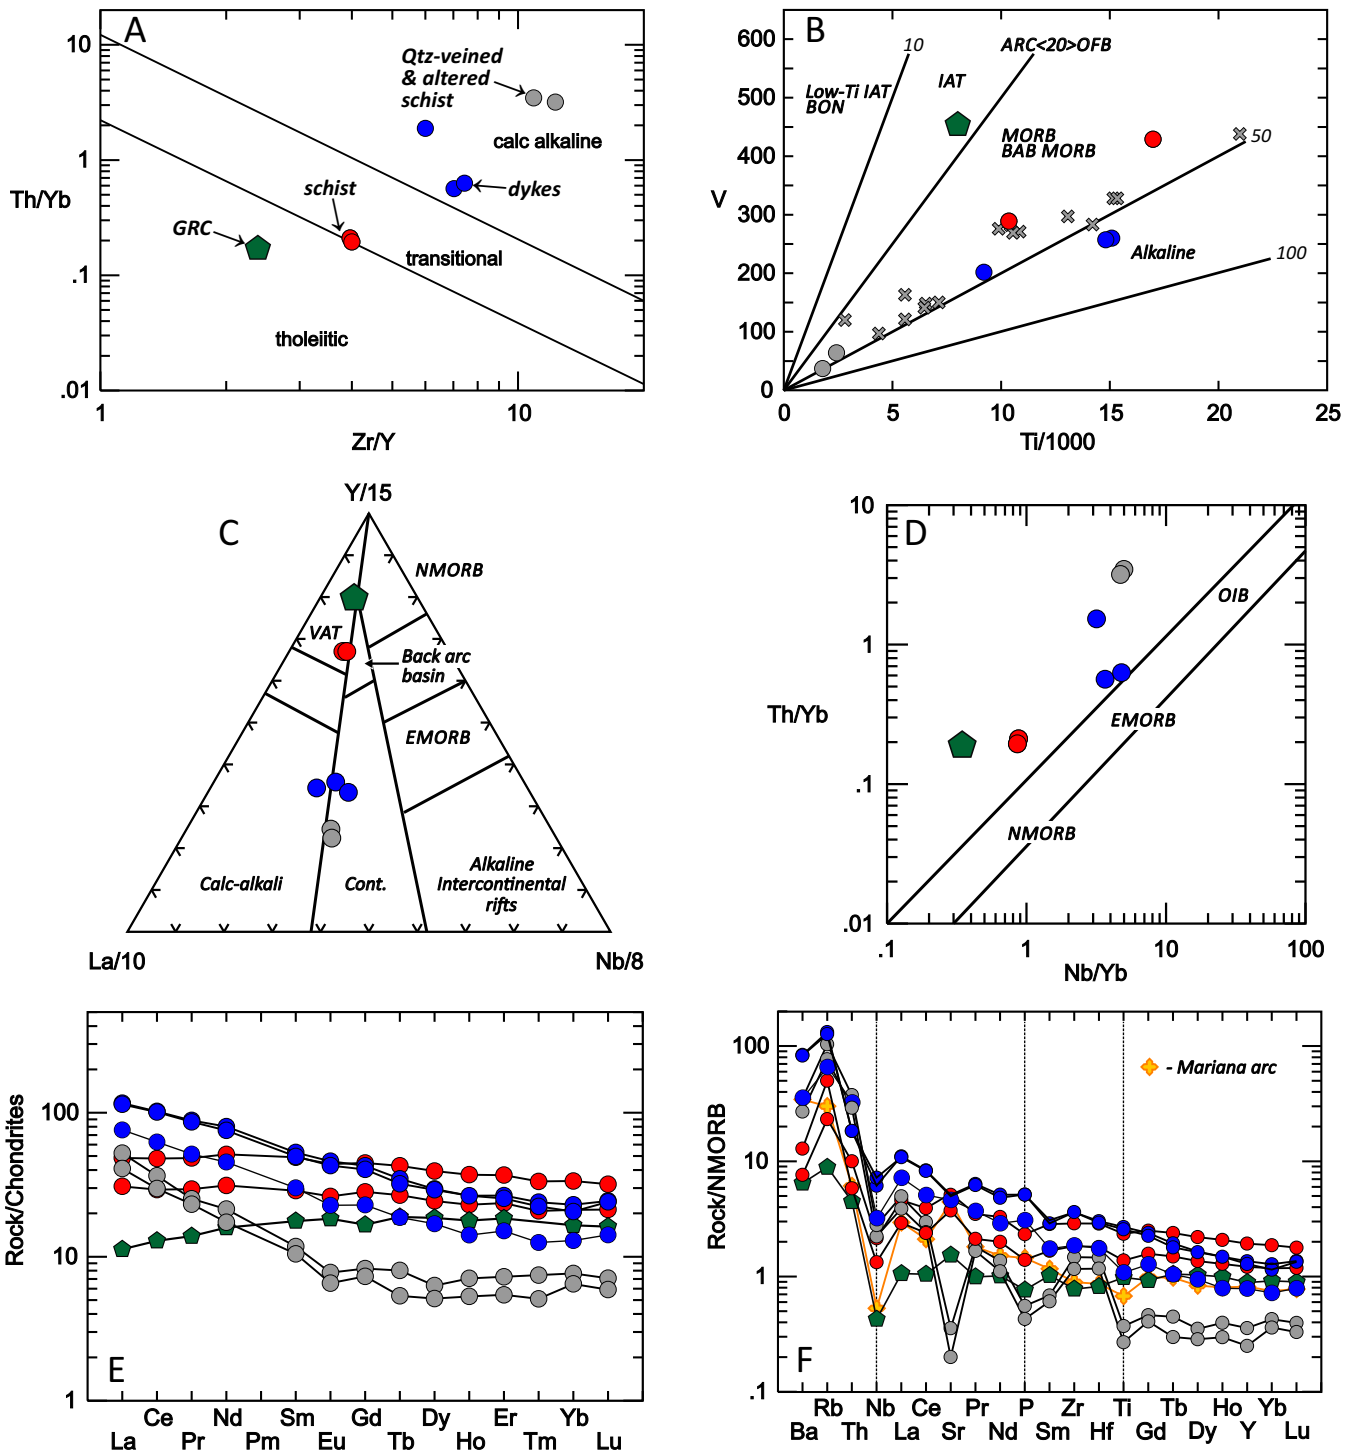 A
10
1
Th/Yb
.1
.01
1
10
Zr/Y
Qtz-veined
& altered
schist
calc alkaline
schist
dykes
GRC
transitional
tholeiitic
B
600
500
400
V
300
200
100
0
0
5
10
15
20
25
Ti/1000
10
ARC<20>OFB
Low-Ti IAT
BON
IAT
MORB
BAB MORB
50
Alkaline
100
C
Y/15
NMORB
VAT
Back arc
basin
EMORB
Calc-alkali
Cont.
Alkaline
Intercontinental
rifts
La/10
Nb/8
D
10
1
Th/Yb
.1
.01
.1
1
10
100
Nb/Yb
OIB
EMORB
NMORB
E
Rock/Chondrites
100
10
1
Ce
Nd
Sm
Gd
Dy
Er
Yb
La
Pr
Pm
Eu
Tb
Ho
Tm
Lu
F
Rock/NMORB
100
10
1
.1
- Mariana arc
Rb
Nb
Ce
Pr
P
Zr
Ti
Tb
Ho
Yb
Ba
Th
La
Sr
Nd
Sm
Hf
Gd
Dy
Y
Lu